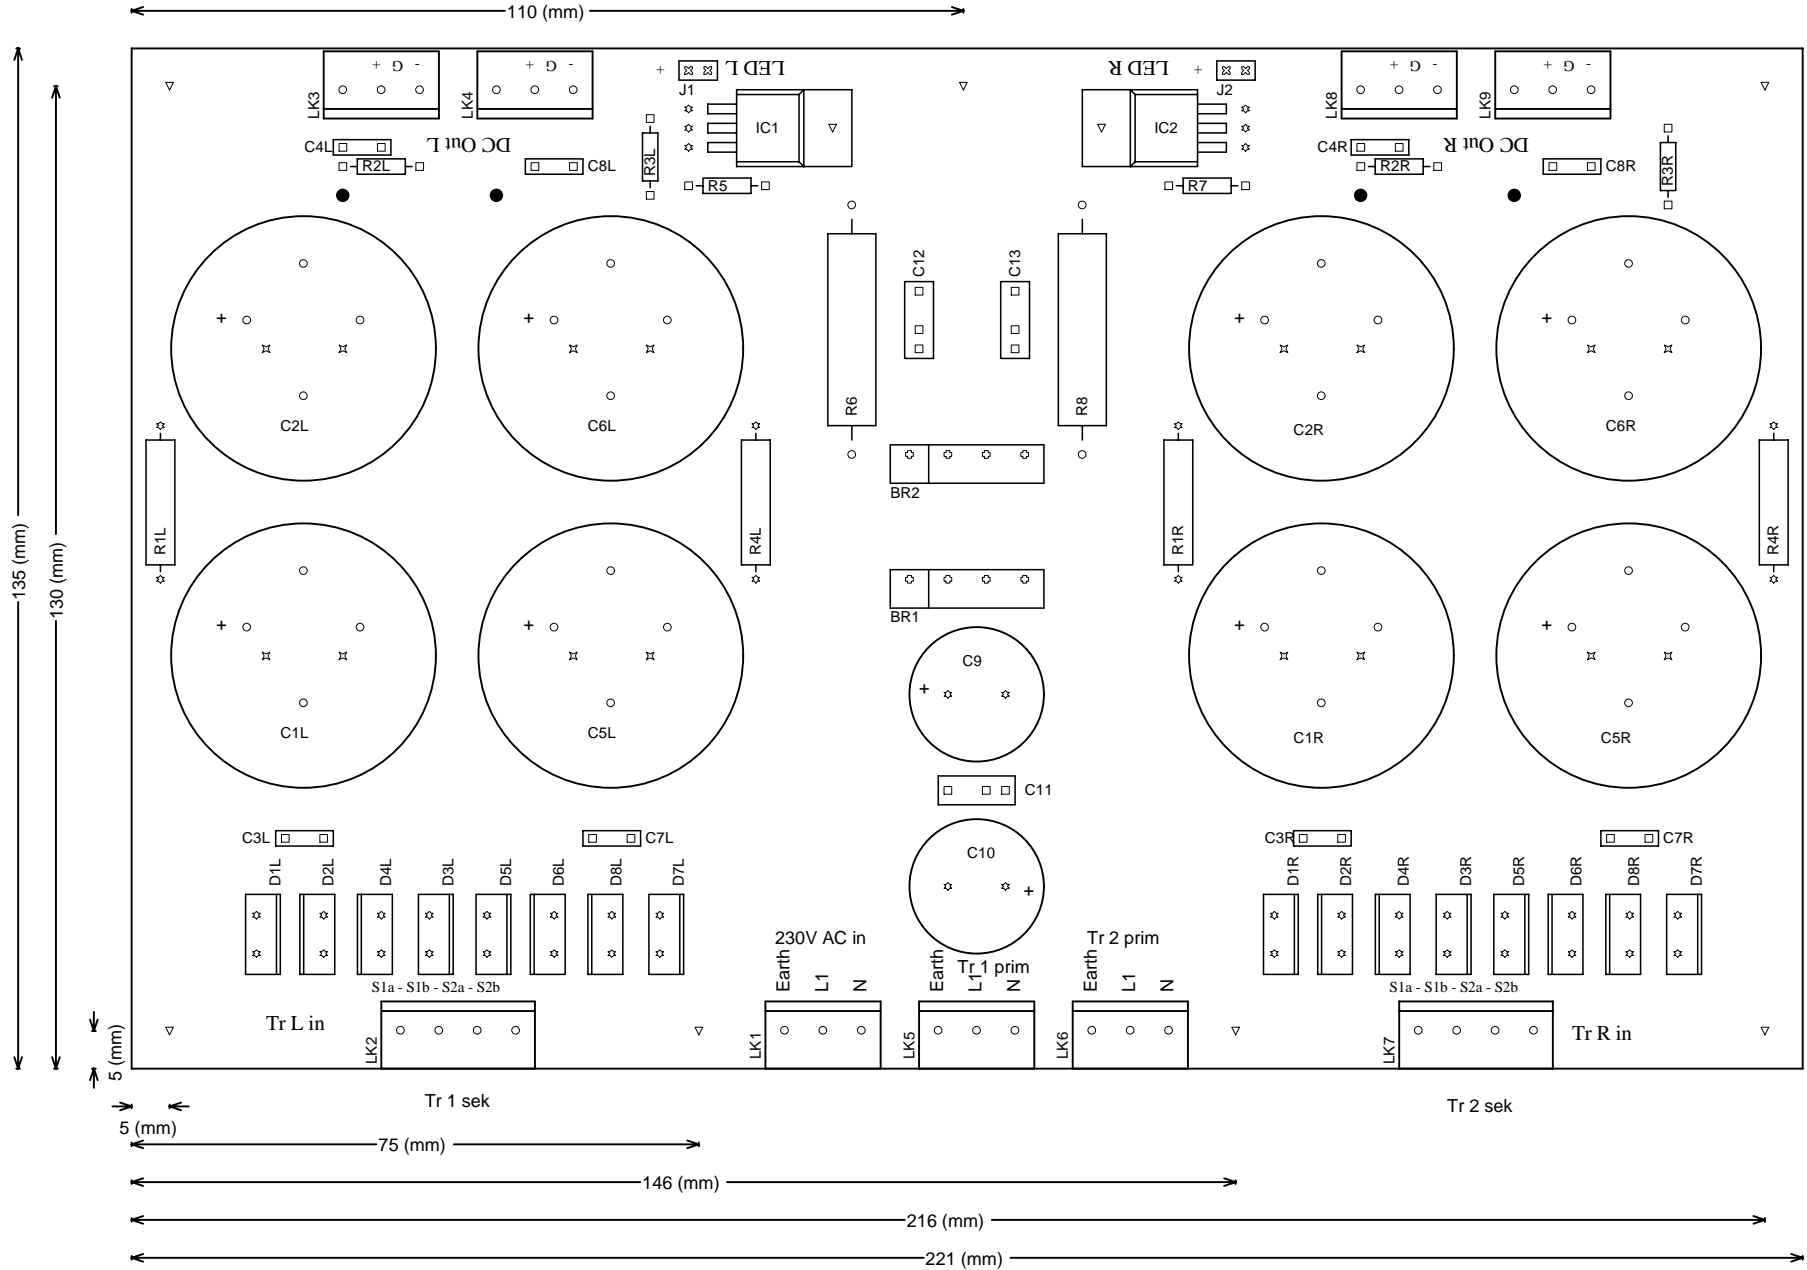 110 (mm)
- G +
- G +
LED L
LED R
- G +
- G +
+
+
LK3
LK4
J1
J2
LK8
LK9
IC1
IC2
C4L
DC Out L
C4R
DC Out R
R2L
C8L
R3L
R5
R7
R2R
C8R
R3R
C12
C13
+
+
+
+
R6
R8
C2L
C6L
C2R
C6R
BR2
R1L
R4L
R1R
R4R
135 (mm)
130 (mm)
BR1
+
+
+
+
C9
+
C1L
C5L
C1R
C5R
C11
C3L
C7L
C3R
C7R
C10
+
D1L
D2L
D4L
D3L
D5L
D6L
D8L
D7L
D1R
D2R
D4R
D3R
D5R
D6R
D8R
D7R
230V AC in
Tr 2 prim
Tr 1 prim
Earth
L1
N
Earth
L1
N
Earth
L1
N
S1a - S1b - S2a - S2b
S1a - S1b - S2a - S2b
Tr L in
Tr R in
LK2
LK1
LK5
LK6
LK7
5 (mm)
Tr 1 sek
Tr 2 sek
5 (mm)
75 (mm)
146 (mm)
216 (mm)
221 (mm)